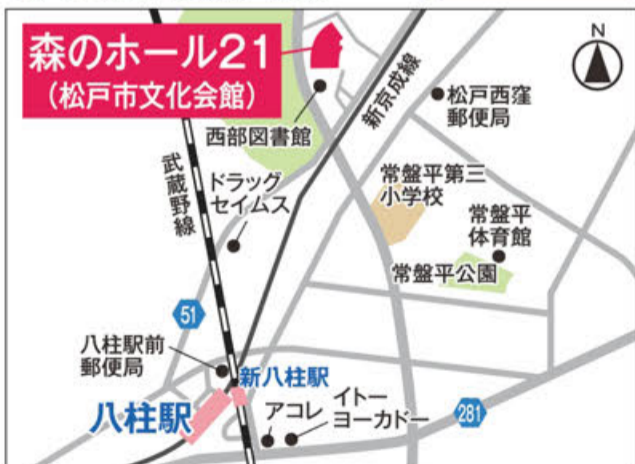 森のホール21
(松戸市文化会館)
N
西部図書館
新京成線
松戸西窪
郵便局
武蔵野線
ドラッグ
セイムス
常盤平第三
小学校
常盤平
体育館
常盤平公園
51
八柱駅前
郵便局
新八柱駅
八柱駅
アコレ
イトー
ヨーカドー
281